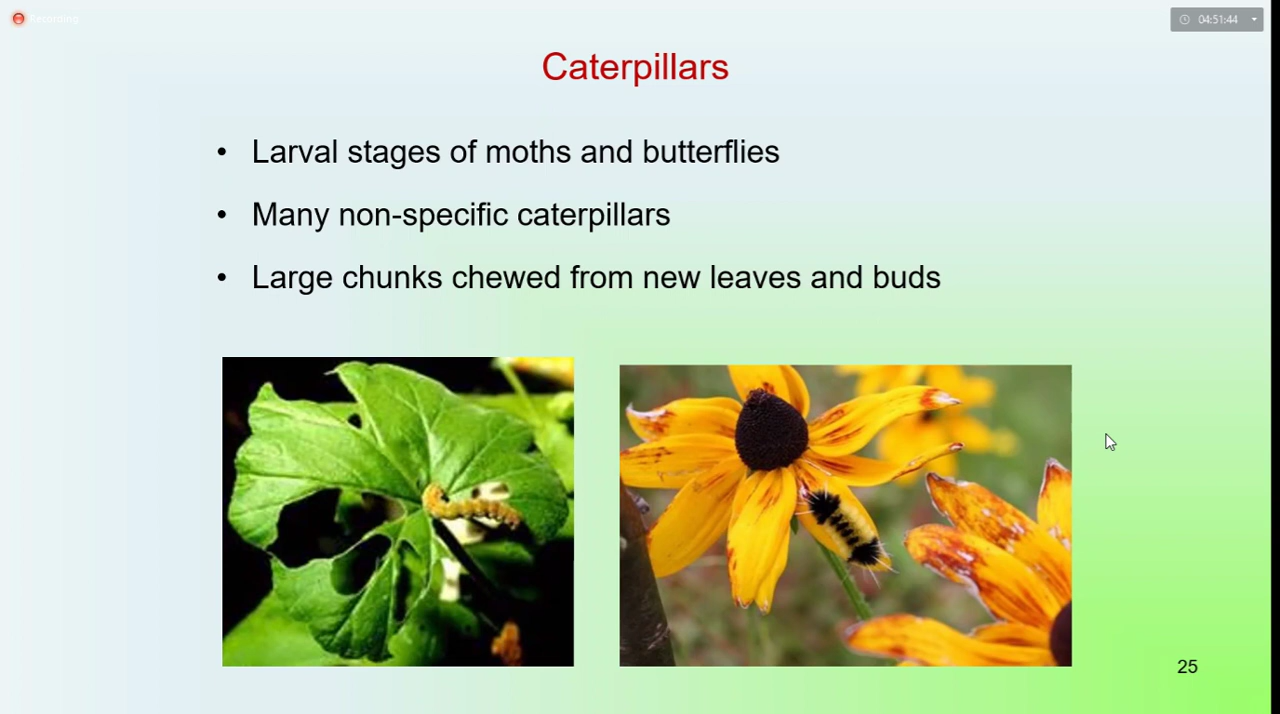 Recording
04:51:44
Caterpillars
• Larval stages of moths and butterflies
• Many non-specific caterpillars
• Large chunks chewed from new leaves and buds
25